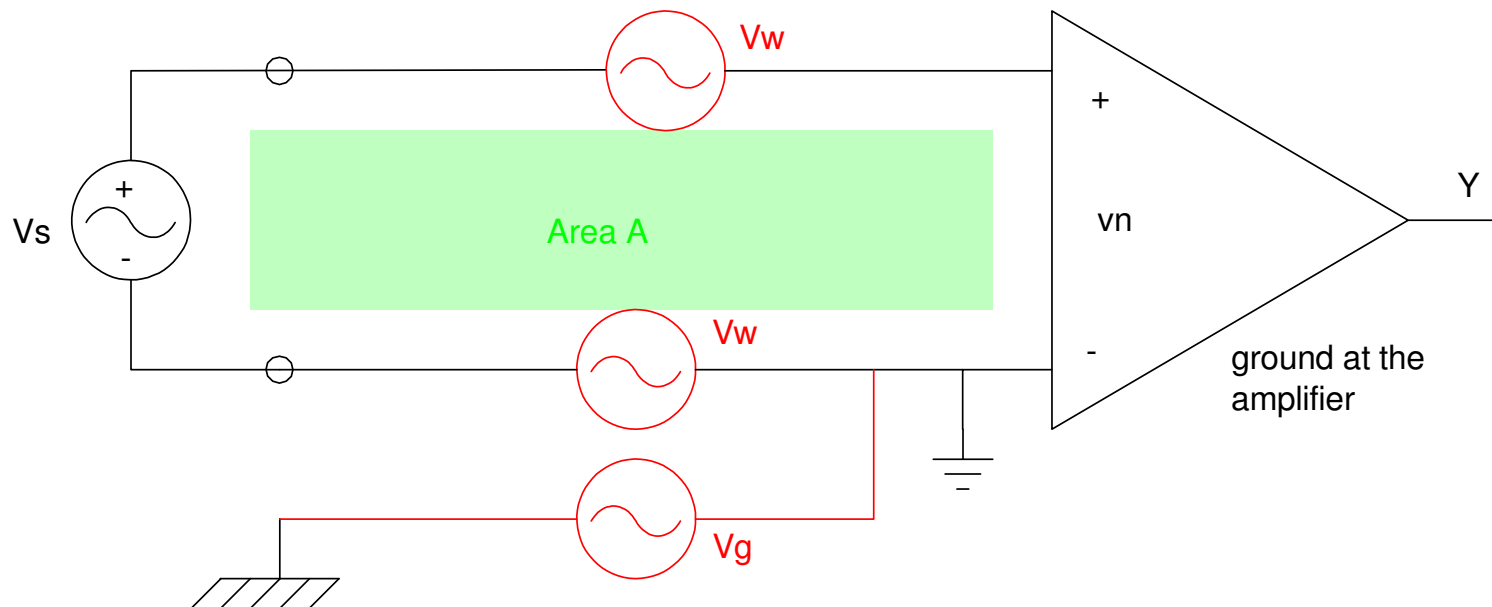 Vw
+
Y
+
Vs
Area A
vn
-
Vw
-
ground at the
amplifier
Vg